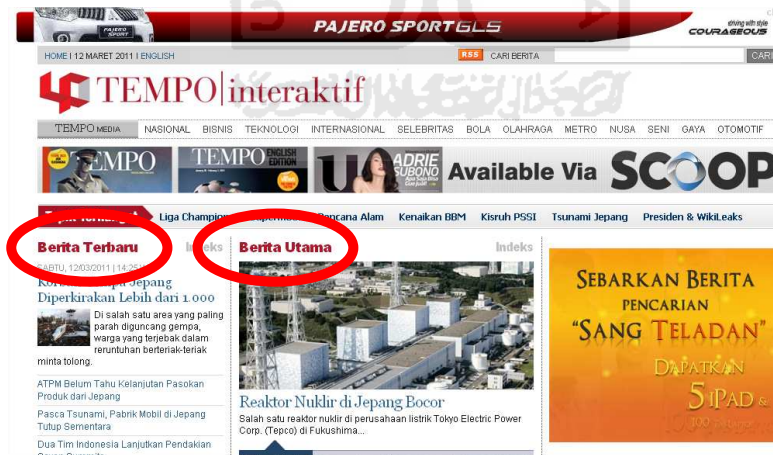 PAJERO SPORT GLS
driving with style
COURAGEOUS
PAJERO SPORT
HOME | 12 MARET 2011 | ENGLISH
RSS CARI BERITA
CARI
TEMPO|interaktif
TEMPO MEDIA NASIONAL BISNIS TEKNOLOGI INTERNASIONAL SELEBRITAS BOLA OLAHRAGA METRO NUSA SENI GAYA OTOMOTIF
TEMPO
TEMPO ENGLISH EDITION
U
ADRIE SUBONO
Available Via SCOOP
Liga Champion
Rencana Alam
Kenaikan BBM
Kisruh PSSI
Tsunami Jepang
Presiden & WikiLeaks
Berita Terbaru
SABTU, 12/03/2011 | 14:25
Jepang
Diperkirakan Lebih dari 1.000
Di salah satu area yang paling
parah diguncang gempa,
warga yang terjebak dalam
reruntuhan berteriak-teriak
minta tolong.
ATPM Belum Tahu Kelanjutan Pasokan
Produk dari Jepang
Pasca Tsunami, Pabrik Mobil di Jepang
Tutup Sementara
Dua Tim Indonesia Lanjutkan Pendakian
Berita Utama
Indeks
Reaktor Nuklir di Jepang Bocor
Salah satu reaktor nuklir di perusahaan listrik Tokyo Electric Power
Corp. (Tepco) di Fukushima...
SEBARKAN BERITA
PENCARIAN
"SANG TELADAN"
DAPATKAN
5 IPAD &